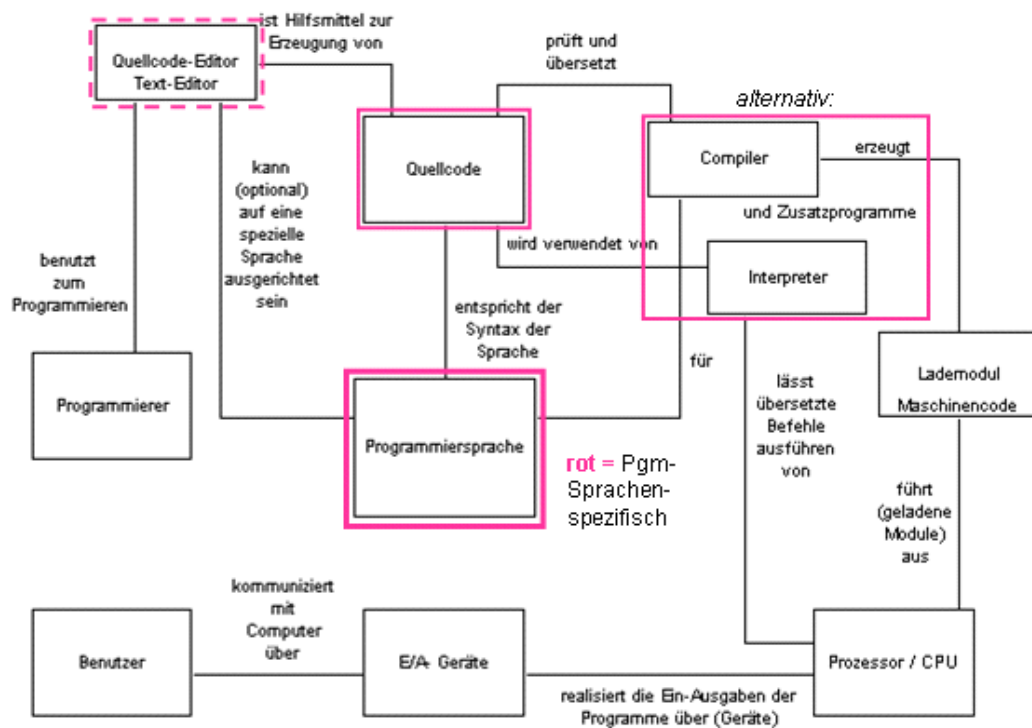 ist Hilfsmittel zur
Erzeugung von
Quellcode-Editor
Text-Editor
prüft und
übersetzt
alternativ:
Quellcode
Compiler
erzeugt
kann
(optional)
auf eine
spezielle
Sprache
ausgerichtet
sein
und Zusatzprogramme
wird verwendet von
Interpreter
benutzt
zum
Programmieren
entspricht der
Syntax der
Sprache
für
lässt
übersetzte
Befehle
ausführen
von
Lademodul
Maschinencode
Programmierer
Programmiersprache
rot = Pgm-
Sprachen-
spezifisch
führt
(geladene
Module)
aus
kommuniziert
mit
Computer
über
Benutzer
E/A- Geräte
Prozessor / CPU
realisiert die Ein-Ausgaben der
Programme über (Geräte)